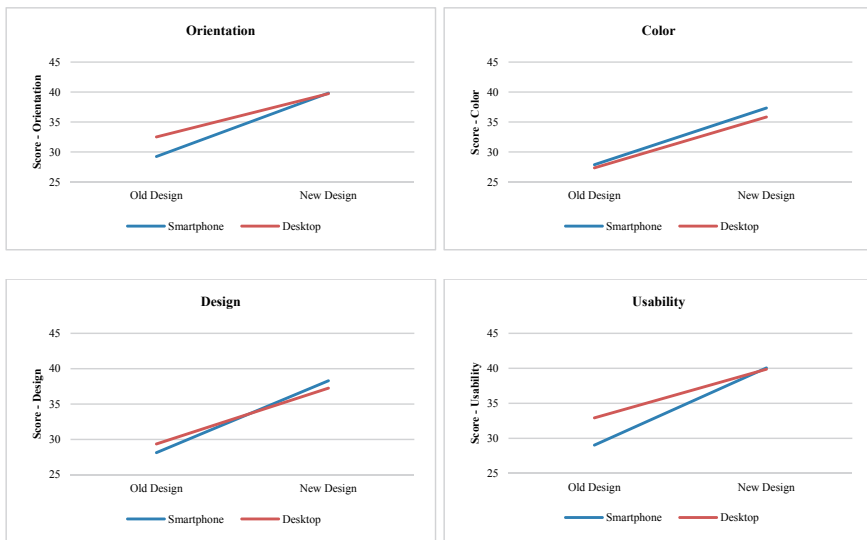 Orientation
45
40
35
30
25
Score - Orientation
Old Design New Design
Smartphone Desktop
Color
45
40
35
30
25
Score - Color
Old Design New Design
Smartphone Desktop
Design
45
40
35
30
25
Score - Design
Old Design New Design
Smartphone Desktop
Usability
45
40
35
30
25
Score - Usability
Old Design New Design
Smartphone Desktop